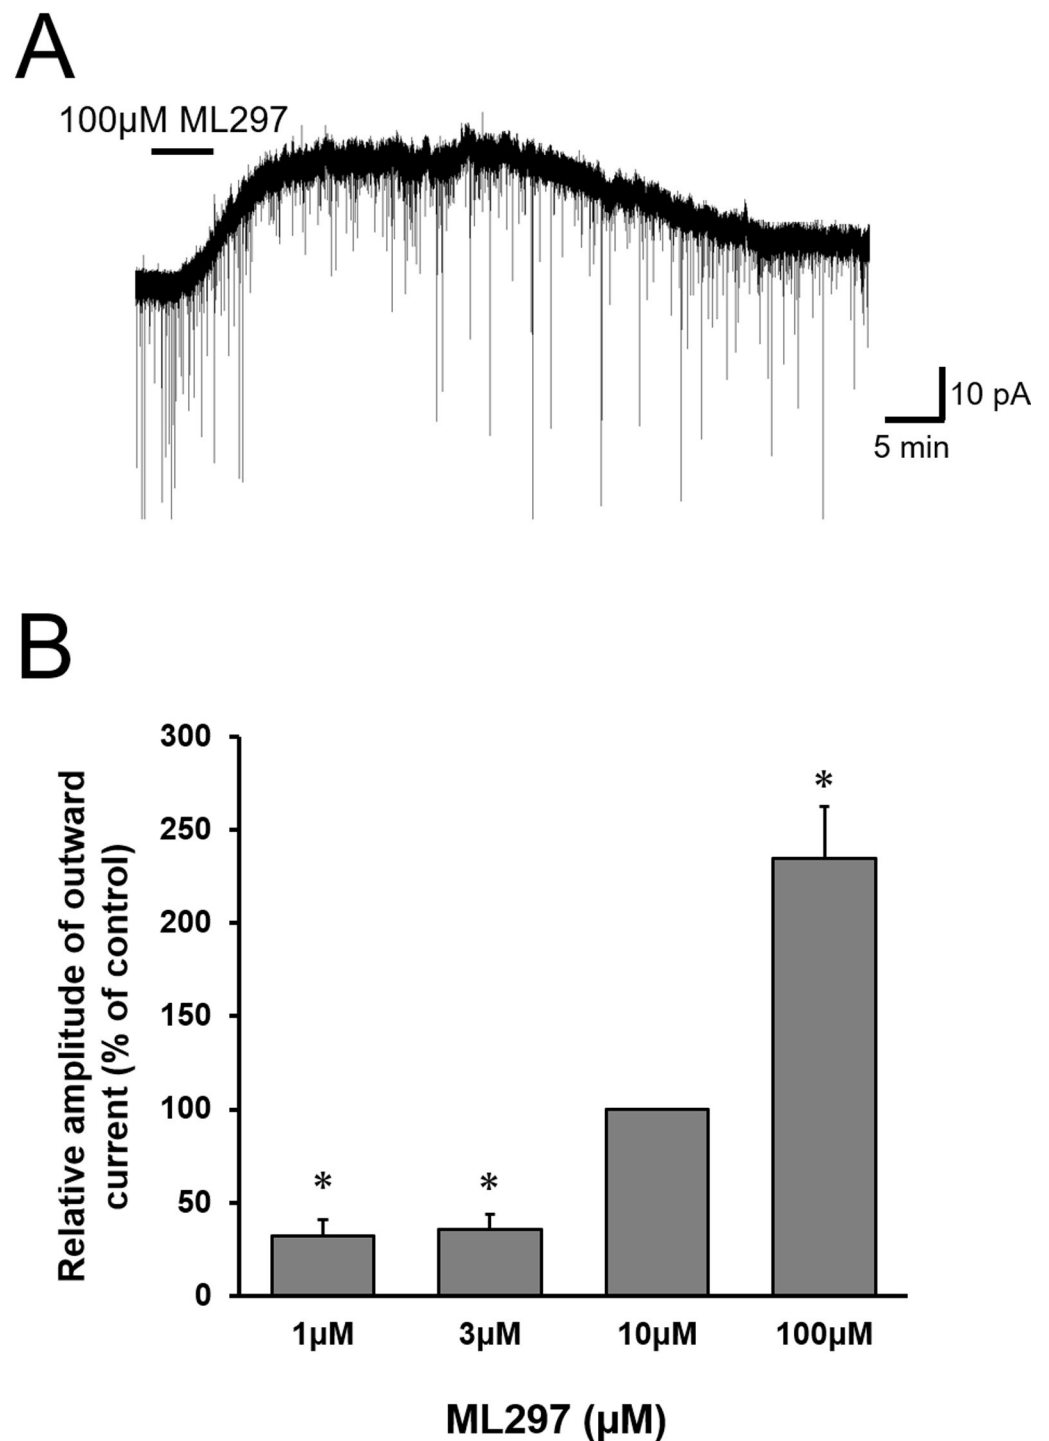 A
100µM ML297
10 pA
5 min
B
Relative amplitude of outward
current (% of control)
300
250
200
150
100
50
0
*
*
*
1µM
3µM
10µM
100µM
ML297 (µM)